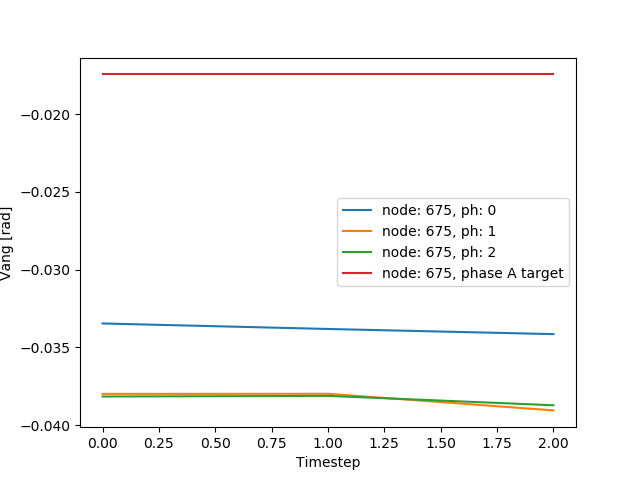 Vang [rad]
−0.020
−0.025
−0.030
−0.035
−0.040
node: 675, ph: 0
node: 675, ph: 1
node: 675, ph: 2
node: 675, phase A target
0.00 0.25 0.50 0.75 1.00 1.25 1.50 1.75 2.00
Timestep